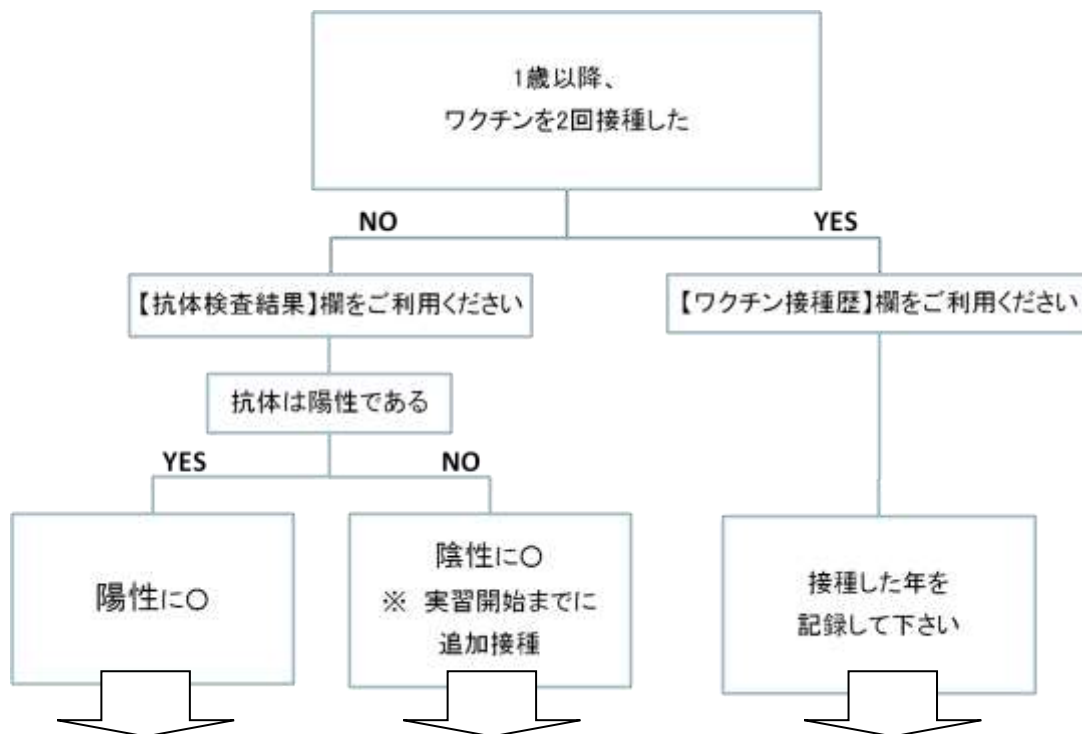 1歳以降、
ワクチンを2回接種した
NO
YES
【抗体検査結果】欄をご利用ください
【ワクチン接種歴】欄をご利用ください
抗体は陽性である
YES
NO
陽性に○
陰性に○
※ 実習開始までに
追加接種
接種した年を
記録して下さい